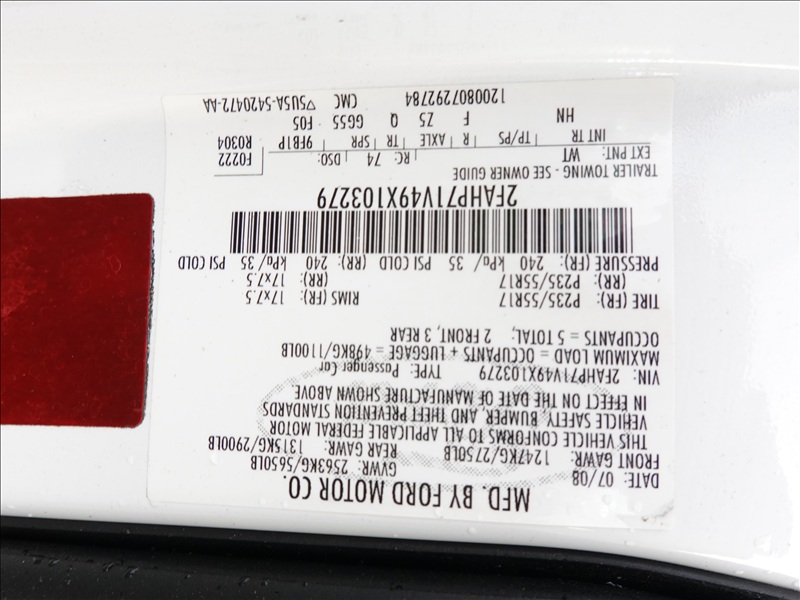 MFD. BY FORD MOTOR CO.
DATE: 07/08 GVWR: 2563KG/5650LB
FRONT GAWR: REAR GAWR:
1247KG/2750LB 1315KG/2900LB
THIS VEHICLE CONFORMS TO ALL APPLICABLE FEDERAL MOTOR
VEHICLE SAFETY, BUMPER, AND THEFT PREVENTION STANDARDS
IN EFFECT ON THE DATE OF MANUFACTURE SHOWN ABOVE.
VIN: 2FAHP71V49X103279 TYPE: Passenger Car
MAXIMUM LOAD = OCCUPANTS + LUGGAGE = 498KG/1100LB
OCCUPANTS = 5 TOTAL: 2 FRONT, 3 REAR
TIRE (FR): P235/55R17 RIMS (FR): 17x7.5
(RR): P235/55R17 (RR): 17x7.5
PRESSURE (FR): 240 kPa/ 35 PSI COLD (RR): 240 kPa/ 35 PSI COLD
2FAHP71V49X103279
TRAILER TOWING - SEE OWNER GUIDE
EXT PNT: WT RC: 74 DSO: F0222
INT TR TP/PS R AXLE TR SPR 9FB1P R0304
HN F Z5 Q GG55 F05
1200807292784 CMC ▽5U5A-5420472-AA